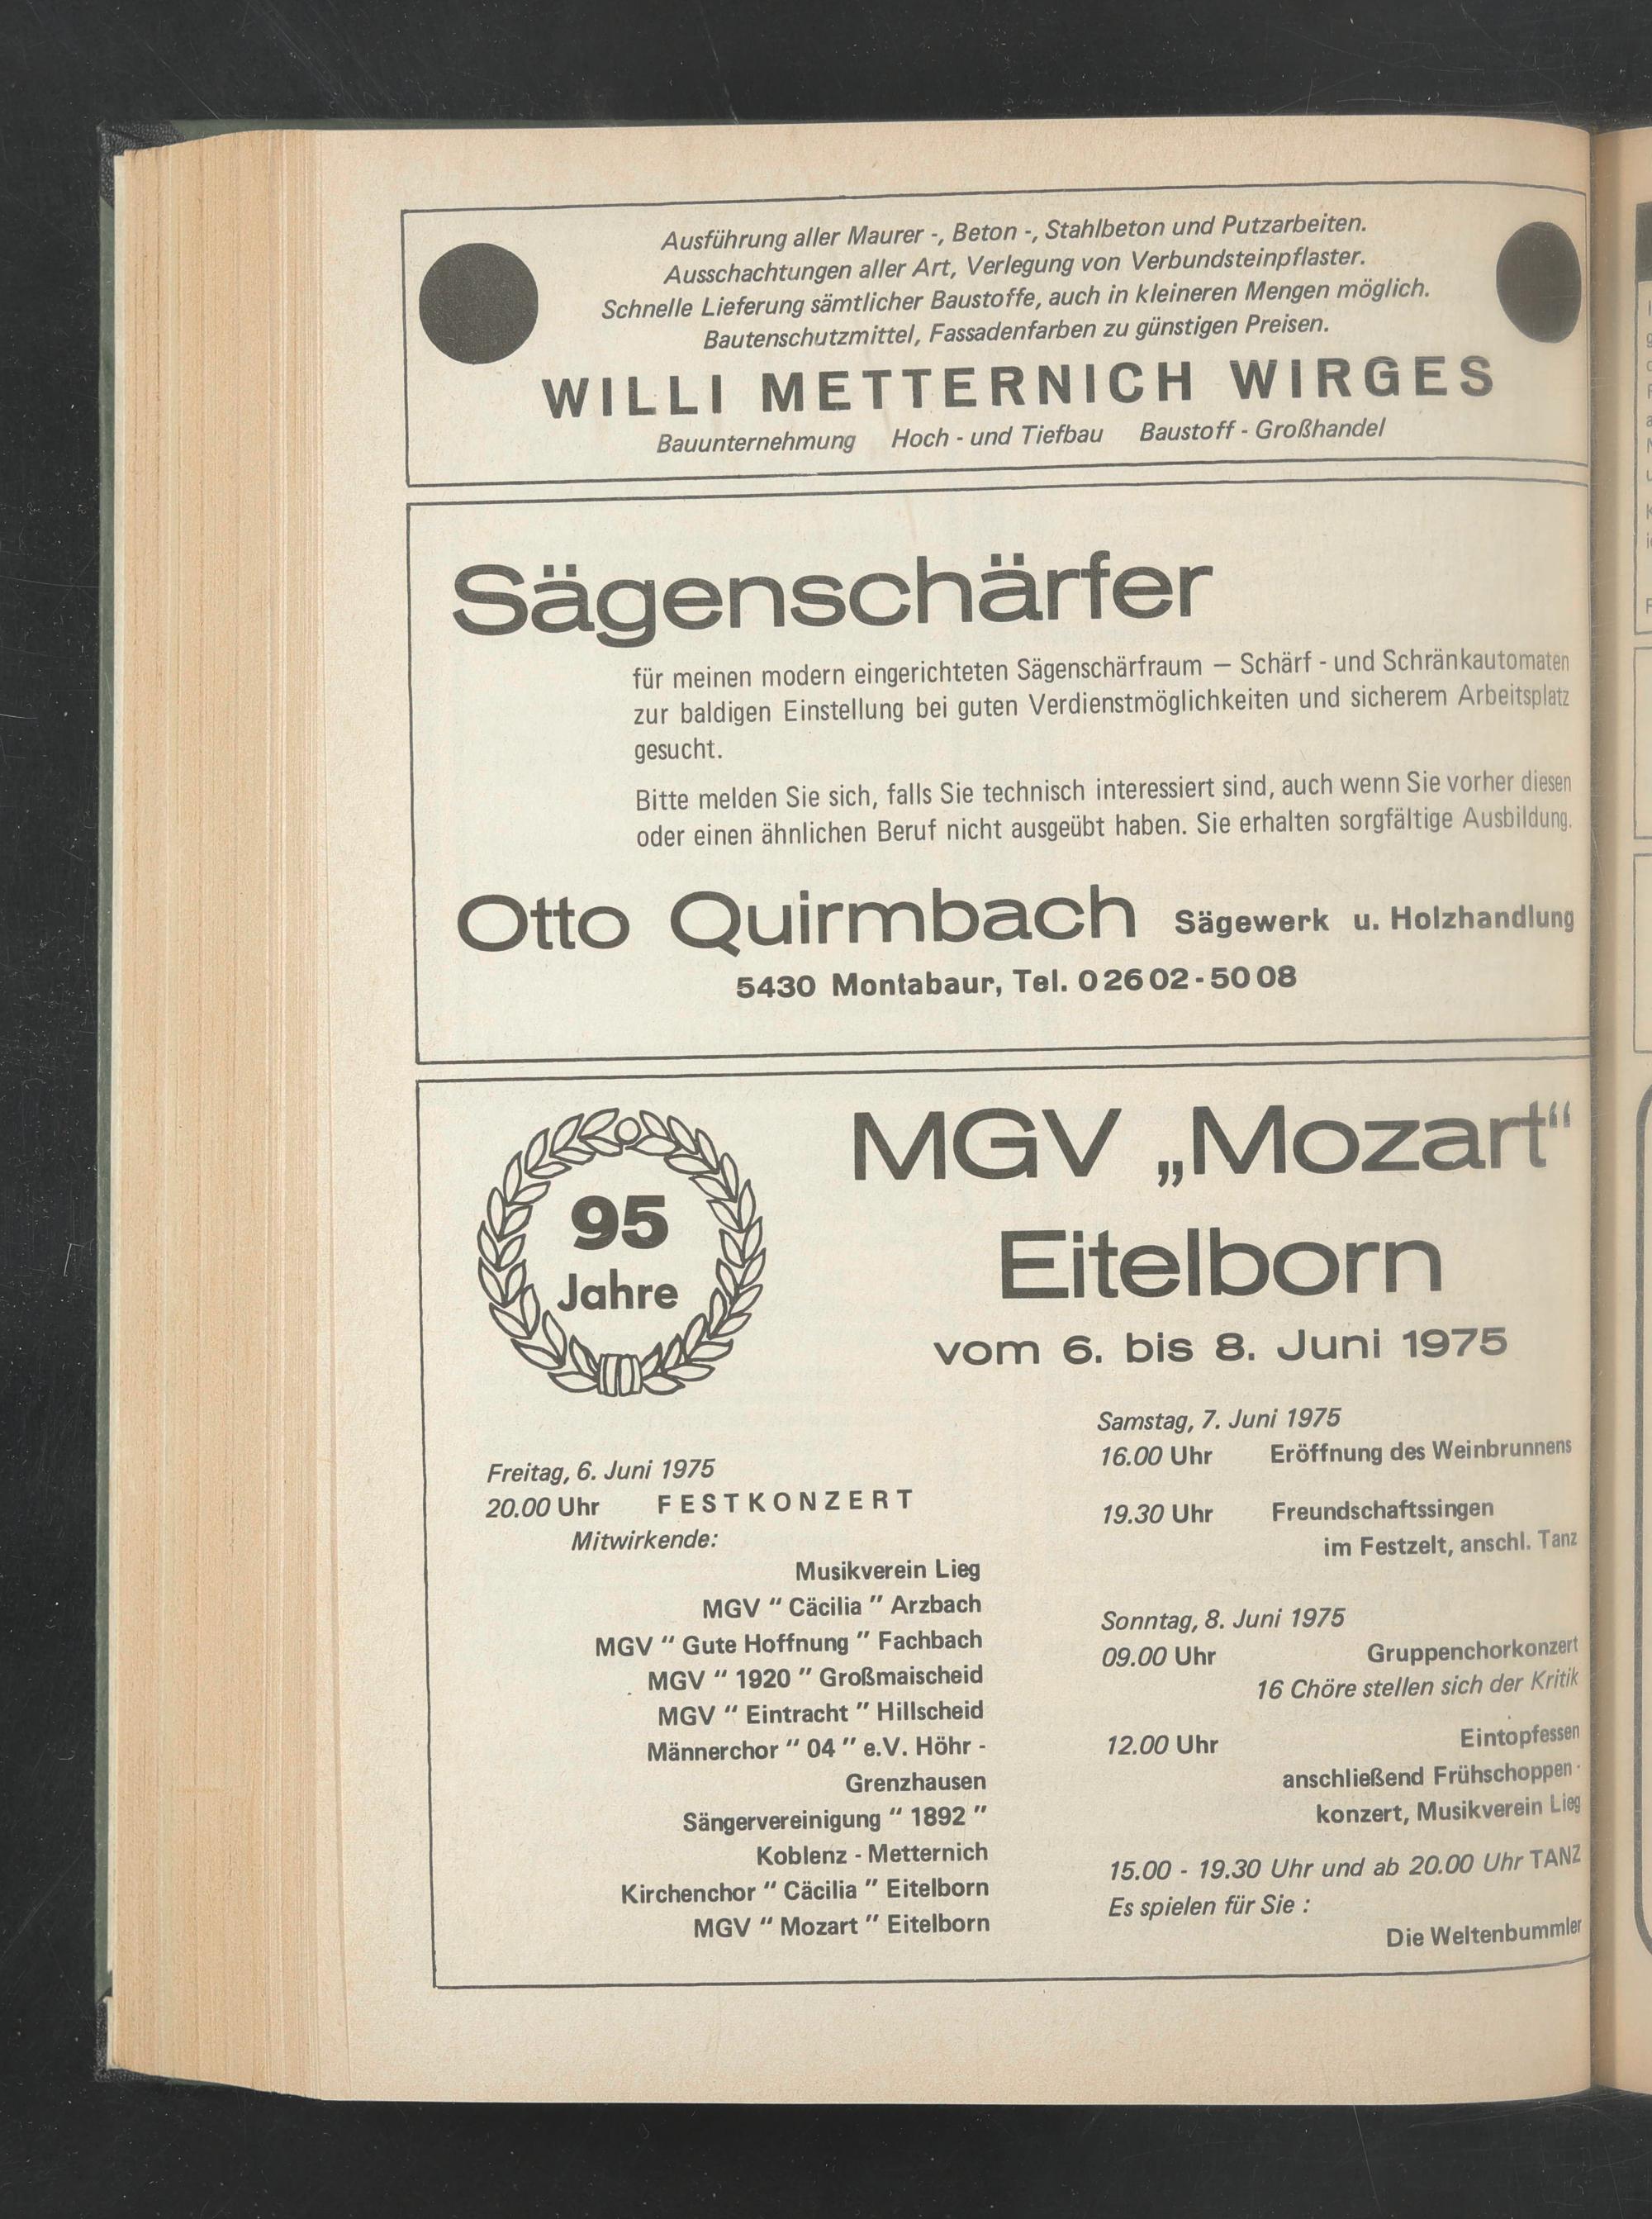 Ausführung aller Maurer -, Beton -, Stahlbeton und Putzarbeiten.
Ausschachtungen aller Art, Verlegung von Verbundsteinpflaster.
Schnelle Lieferung sämtlicher Baustoffe, auch in kleineren Mengen möglich.
Bautenschutzmittel, Fassadenfarben zu günstigen Preisen.
WILLI METTERNICH WIRGES
Bauunternehmung Hoch - und Tiefbau Baustoff - Großhandel
Sägenschärfer
für meinen modern eingerichteten Sägenschärfraum — Schärf - und Schränkautomaten
zur baldigen Einstellung bei guten Verdienstmöglichkeiten und sicherem Arbeitsplatz
gesucht.
Bitte melden Sie sich, falls Sie technisch interessiert sind, auch wenn Sie vorher diesen
oder einen ähnlichen Beruf nicht ausgeübt haben. Sie erhalten sorgfältige Ausbildung.
Otto Quirmbach Sägewerk u. Holzhandlung
5430 Montabaur, Tel. 02602-5008
95
Jahre
MGV „Mozart“
Eitelborn
vom 6. bis 8. Juni 1975
Freitag, 6. Juni 1975
20.00 Uhr FESTKONZERT
Mitwirkende:
Musikverein Lieg
MGV “ Cäcilia ” Arzbach
MGV “ Gute Hoffnung ” Fachbach
MGV “ 1920 ” Großmaischeid
MGV “ Eintracht ” Hillscheid
Männerchor “ 04 ” e.V. Höhr -
Grenzhausen
Sängervereinigung “ 1892 ”
Koblenz - Metternich
Kirchenchor “ Cäcilia ” Eitelborn
MGV “ Mozart ” Eitelborn
Samstag, 7. Juni 1975
16.00 Uhr Eröffnung des Weinbrunnens
19.30 Uhr Freundschaftssingen
im Festzelt, anschl. Tanz
Sonntag, 8. Juni 1975
09.00 Uhr Gruppenchorkonzert
16 Chöre stellen sich der Kritik
12.00 Uhr Eintopfessen
anschließend Frühschoppen -
konzert, Musikverein Lieg
15.00 - 19.30 Uhr und ab 20.00 Uhr TANZ
Es spielen für Sie :
Die Weltenbummler